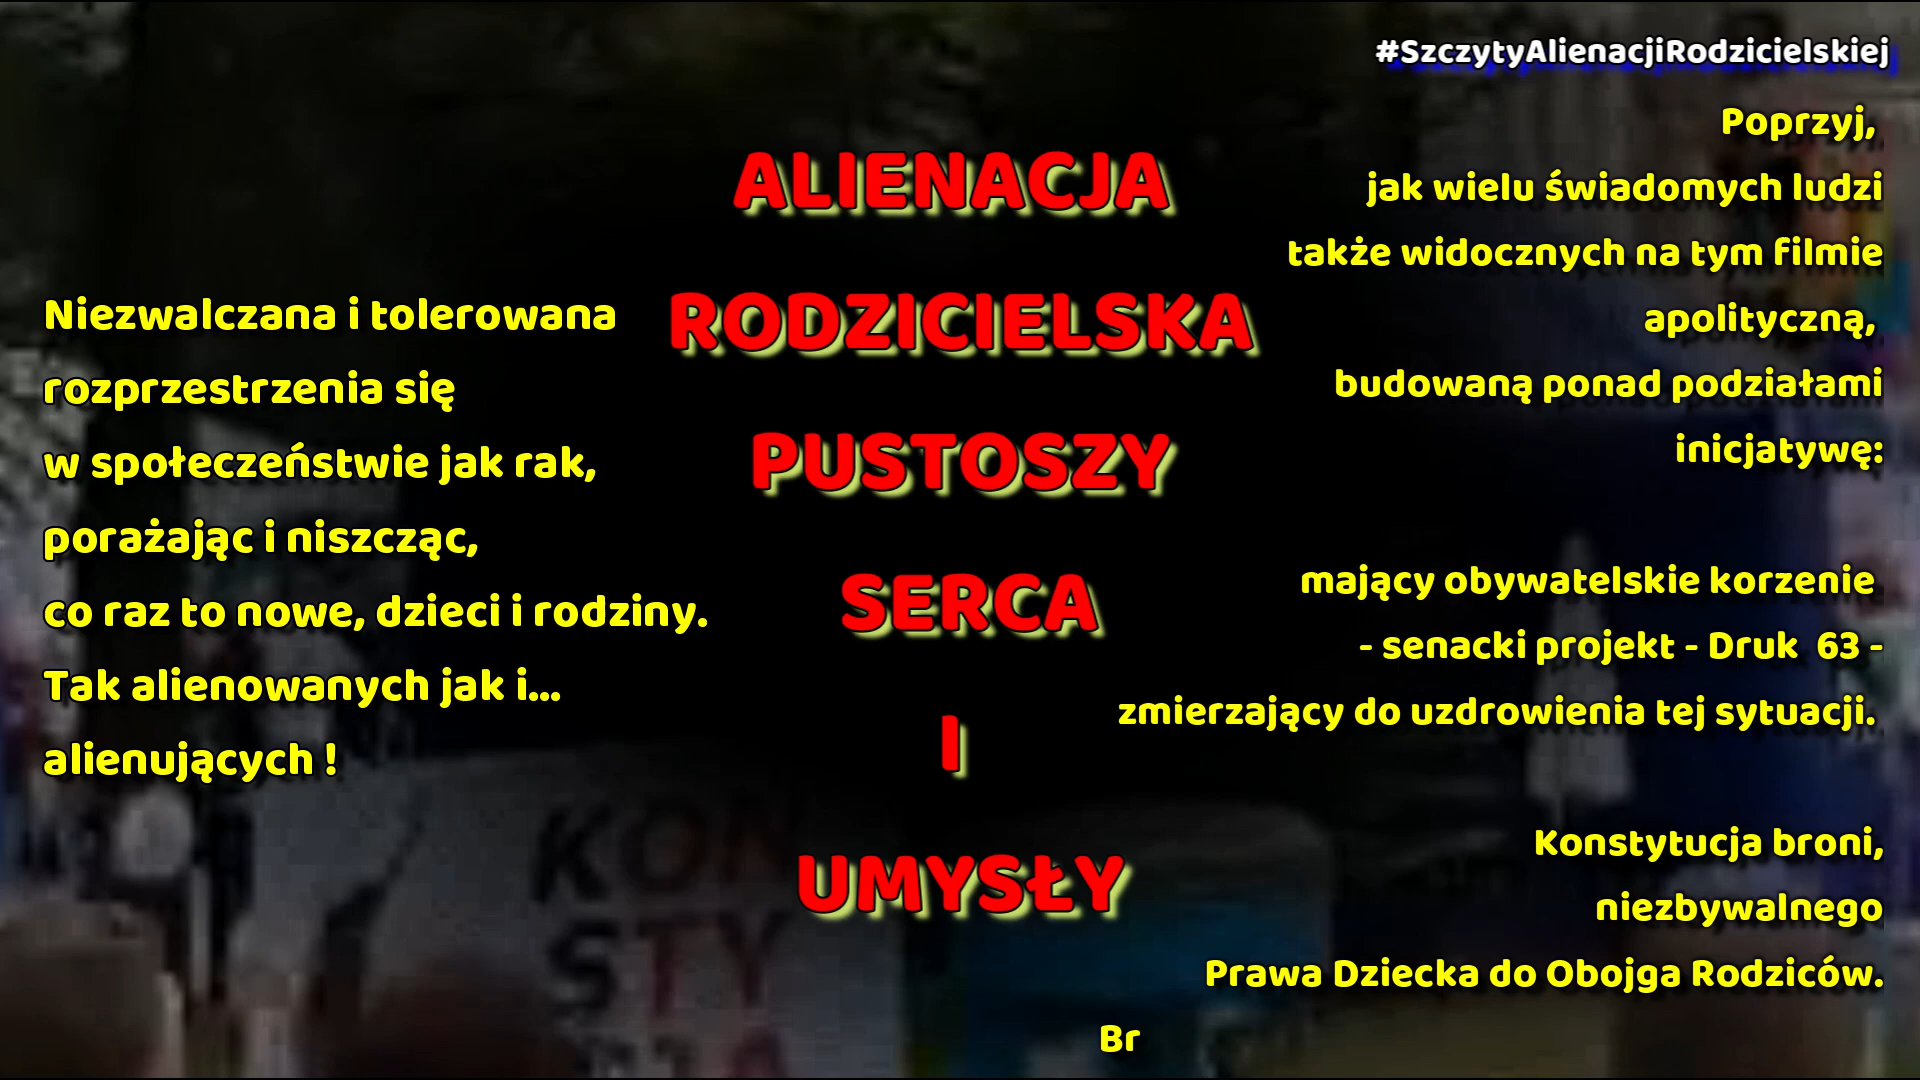 #SzczytyAlienacjiRodzicielskiej
ALIENACJA
RODZICIELSKA
PUSTOSZY
SERCA
I
UMYSŁY
Niezwalczana i tolerowana
rozprzestrzenia się
w społeczeństwie jak rak,
porażając i niszcząc,
co raz to nowe, dzieci i rodziny.
Tak alienowanych jak i...
alienujących !
Poprzyj,
jak wielu świadomych ludzi
także widocznych na tym filmie
apolityczną,
budowaną ponad podziałami
inicjatywę:
mający obywatelskie korzenie
- senacki projekt - Druk 63 -
zmierzający do uzdrowienia tej sytuacji.
Konstytucja broni,
niezbywalnego
Prawa Dziecka do Obojga Rodziców.
Br
KON
STY